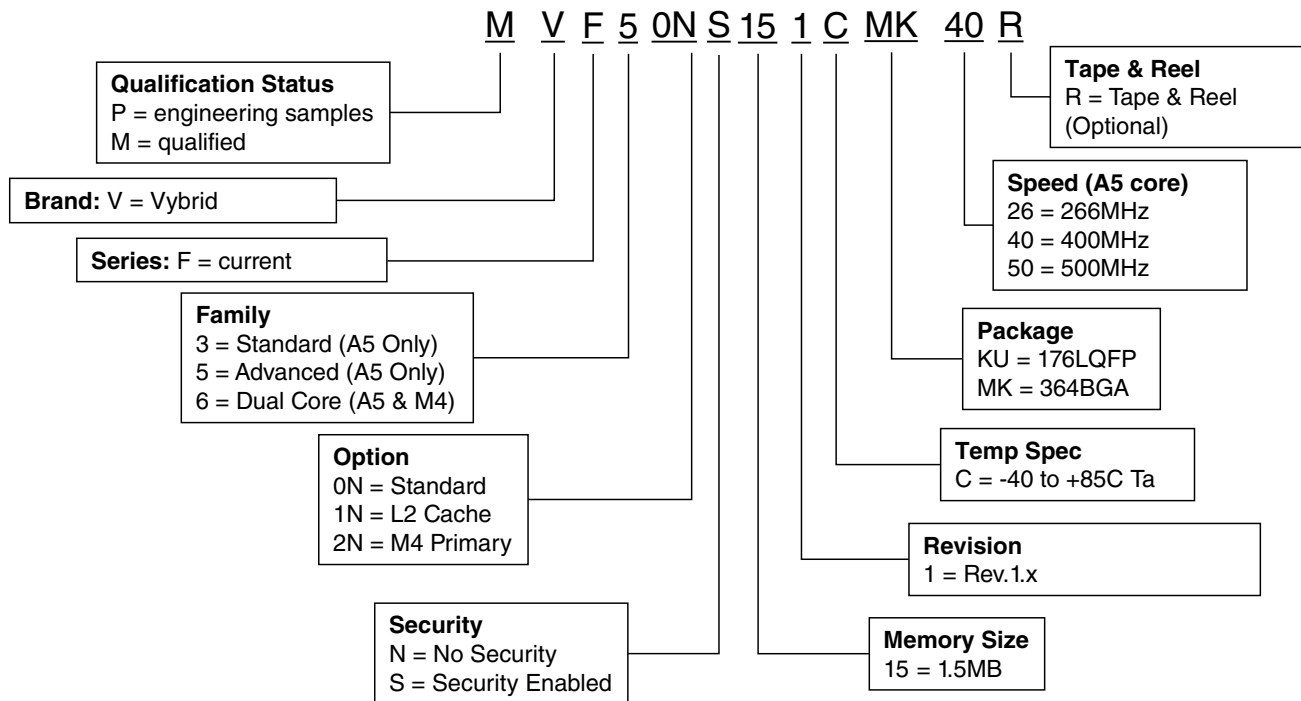 M V F 5 0N S 15 1 C MK 40 R
Qualification Status
P = engineering samples
M = qualified
Tape & Reel
R = Tape & Reel
(Optional)
Brand: V = Vybrid
Speed (A5 core)
26 = 266MHz
40 = 400MHz
50 = 500MHz
Series: F = current
Family
3 = Standard (A5 Only)
5 = Advanced (A5 Only)
6 = Dual Core (A5 & M4)
Package
KU = 176LQFP
MK = 364BGA
Option
0N = Standard
1N = L2 Cache
2N = M4 Primary
Temp Spec
C = -40 to +85C Ta
Revision
1 = Rev.1.x
Security
N = No Security
S = Security Enabled
Memory Size
15 = 1.5MB